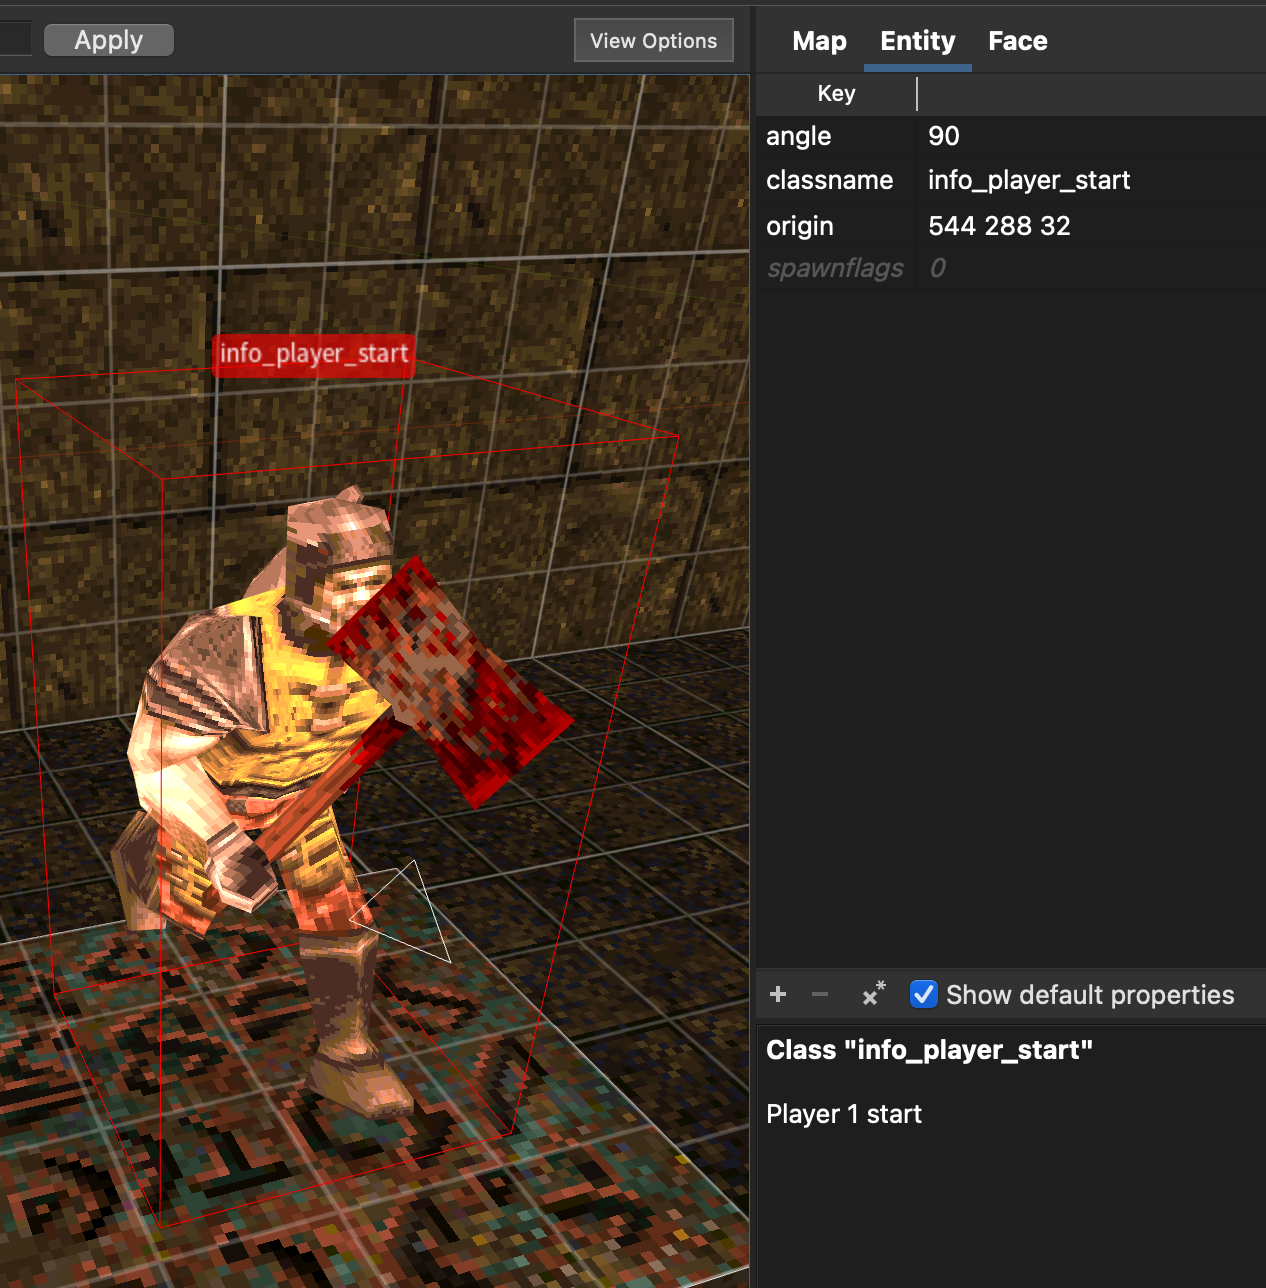 Apply
View Options
Map Entity Face
Key
angle 90
classname info_player_start
origin 544 288 32
spawnflags 0
info_player_start
Show default properties
Class "info_player_start"
Player 1 start